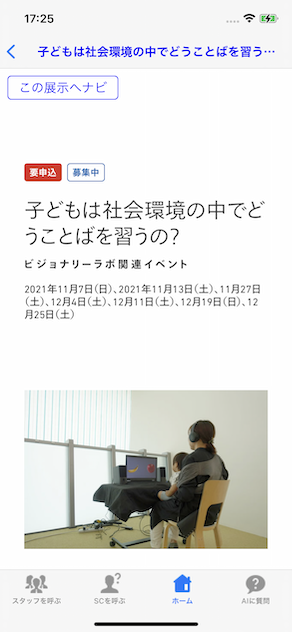 17:25
子どもは社会環境の中でどうことばを習う…
この展示へナビ
要申込 募集中
子どもは社会環境の中でど
うことばを習うの?
ビジョナリーラボ関連イベント
2021年11月7日(日)、2021年11月13日(土)、11月27日
(土)、12月4日(土)、12月11日(土)、12月19日(日)、12
月25日(土)
スタッフを呼ぶ SCを呼ぶ ホーム AIに質問